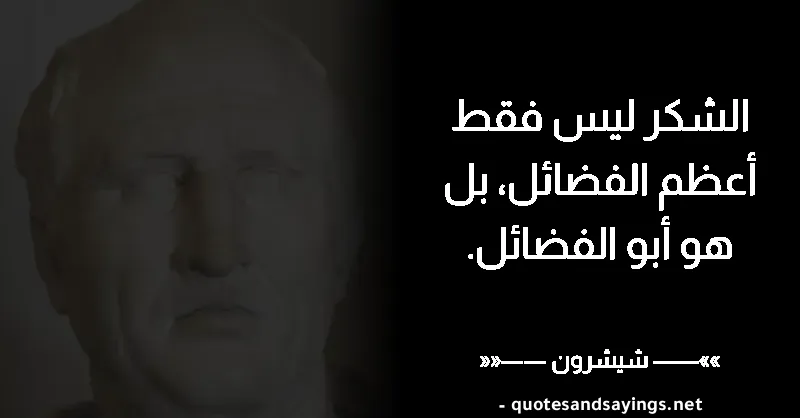 الشكر ليس فقط
أعظم الفضائل، بل
هو أبو الفضائل.
»»—— شيشرون ——««
- quotesandsayings.net